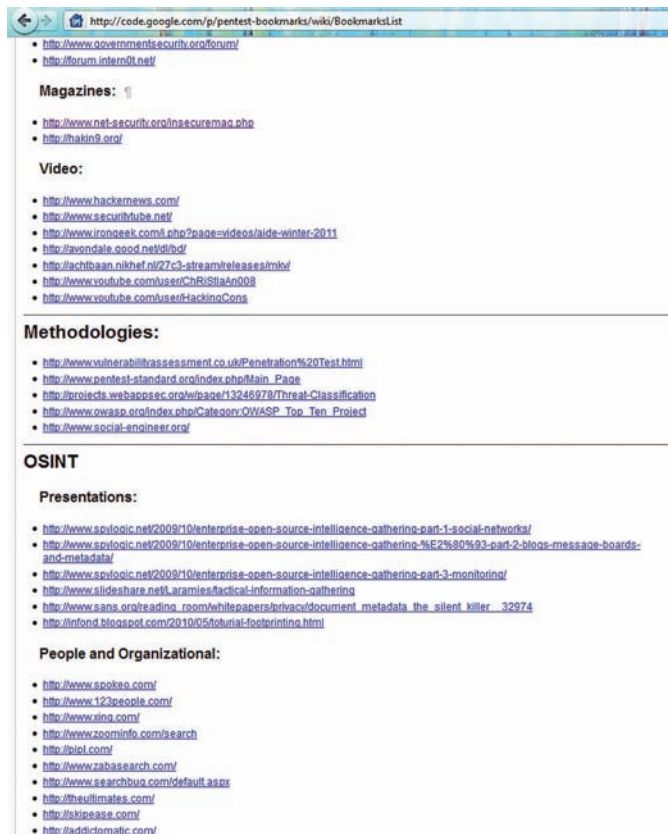 http://code.google.com/p/pentest-bookmarks/wiki/BookmarksList
http://www.governmentsecurity.org/forum/
http://forum.intern0t.net/
Magazines: ¶
http://www.net-security.org/insecuremag.php
http://hakin9.org/
Video:
http://www.hackernews.com/
http://www.securitytube.net/
http://www.irongeek.com/i.php?page=videos/aide-winter-2011
http://avondale.good.net/dl/bd/
http://achtbaan.nikhef.nl/27c3-stream/releases/mkv/
http://www.youtube.com/user/ChRiStIaAn008
http://www.youtube.com/user/HackingCons
Methodologies:
http://www.vulnerabilityassessment.co.uk/Penetration%20Test.html
http://www.pentest-standard.org/index.php/Main_Page
http://projects.webappsec.org/w/page/13246978/Threat-Classification
http://www.owasp.org/index.php/Category:OWASP_Top_Ten_Project
http://www.social-engineer.org/
OSINT
Presentations:
http://www.spylogic.net/2009/10/enterprise-open-source-intelligence-gathering-part-1-social-networks/
http://www.spylogic.net/2009/10/enterprise-open-source-intelligence-gathering-%E2%80%93-part-2-blogs-message-boards-
and-metadata/
http://www.spylogic.net/2009/10/enterprise-open-source-intelligence-gathering-part-3-monitoring/
http://www.slideshare.net/Laramies/tactical-information-gathering
http://www.sans.org/reading_room/whitepapers/privacy/document_metadata_the_silent_killer__32974
http://infond.blogspot.com/2010/05/toturial-footprinting.html
People and Organizational:
http://www.spokeo.com/
http://www.123people.com/
http://www.xing.com/
http://www.zoominfo.com/search
http://pipl.com/
http://www.zabasearch.com/
http://www.searchbug.com/default.aspx
http://theultimates.com/
http://skipease.com/
http://addictomatic.com/